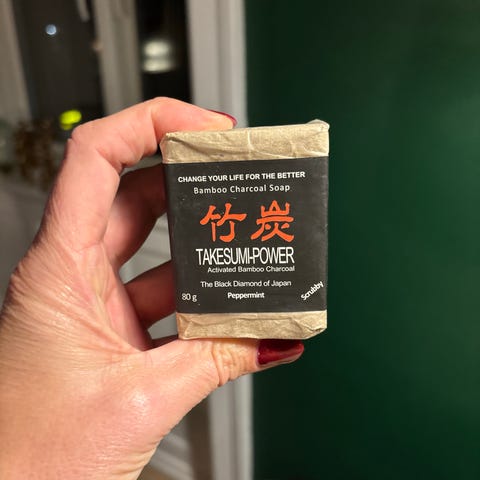 CHANGE YOUR LIFE FOR THE BETTER
Bamboo Charcoal Soap
竹炭
TAKESUMI-POWER
Activated Bamboo Charcoal
The Black Diamond of Japan
80 g Peppermint Scrubby